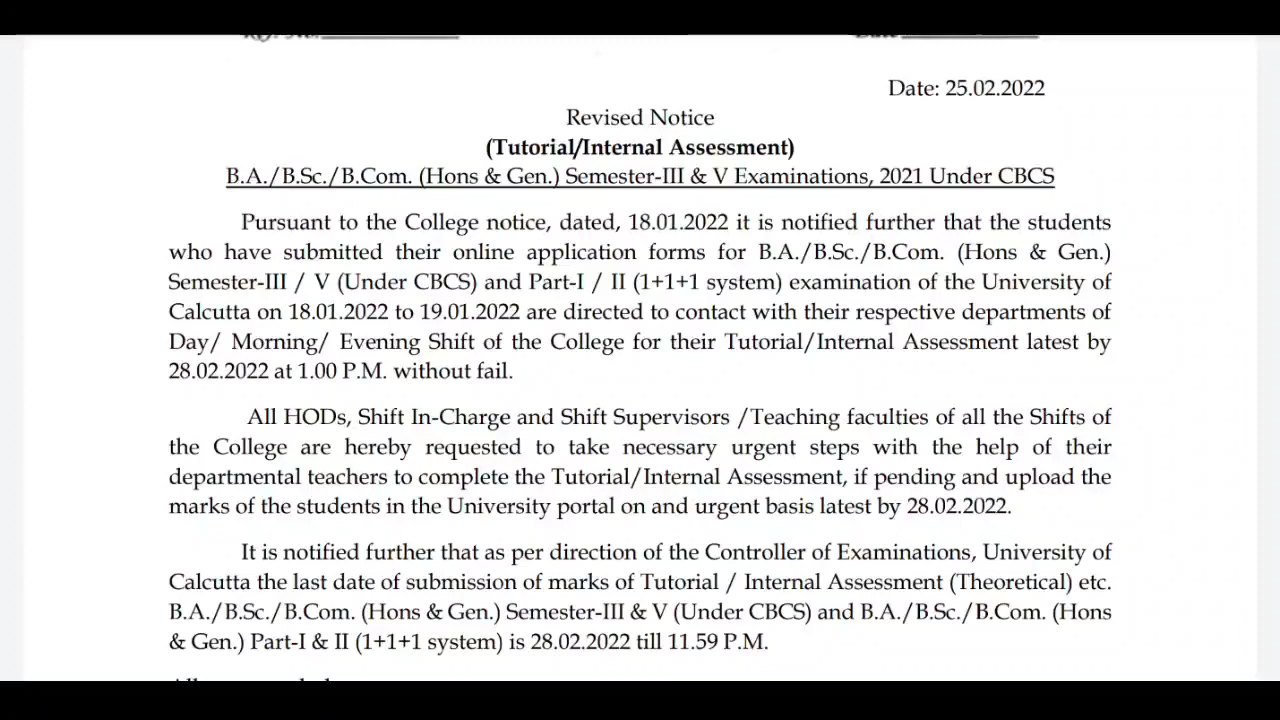 Date: 25.02.2022
Revised Notice
(Tutorial/Internal Assessment)
B.A./B.Sc./B.Com. (Hons & Gen.) Semester-III & V Examinations, 2021 Under CBCS
Pursuant to the College notice, dated, 18.01.2022 it is notified further that the students
who have submitted their online application forms for B.A./B.Sc./B.Com. (Hons & Gen.)
Semester-III / V (Under CBCS) and Part-I / II (1+1+1 system) examination of the University of
Calcutta on 18.01.2022 to 19.01.2022 are directed to contact with their respective departments of
Day/ Morning/ Evening Shift of the College for their Tutorial/Internal Assessment latest by
28.02.2022 at 1.00 P.M. without fail.
All HODs, Shift In-Charge and Shift Supervisors /Teaching faculties of all the Shifts of
the College are hereby requested to take necessary urgent steps with the help of their
departmental teachers to complete the Tutorial/Internal Assessment, if pending and upload the
marks of the students in the University portal on and urgent basis latest by 28.02.2022.
It is notified further that as per direction of the Controller of Examinations, University of
Calcutta the last date of submission of marks of Tutorial / Internal Assessment (Theoretical) etc.
B.A./B.Sc./B.Com. (Hons & Gen.) Semester-III & V (Under CBCS) and B.A./B.Sc./B.Com. (Hons
& Gen.) Part-I & II (1+1+1 system) is 28.02.2022 till 11.59 P.M.